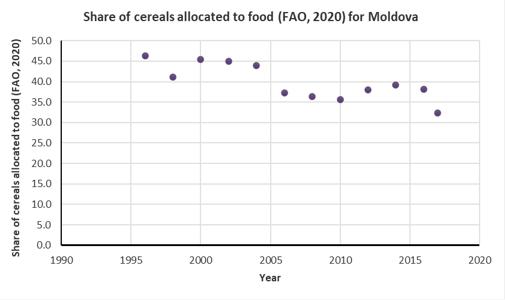 Share of cereals allocated to food (FAO, 2020) for Moldova
Share of cereals allocated to food (FAO, 2020)
50.0
45.0
40.0
35.0
30.0
25.0
20.0
15.0
10.0
5.0
0.0
1990 1995 2000 2005 2010 2015 2020
Year